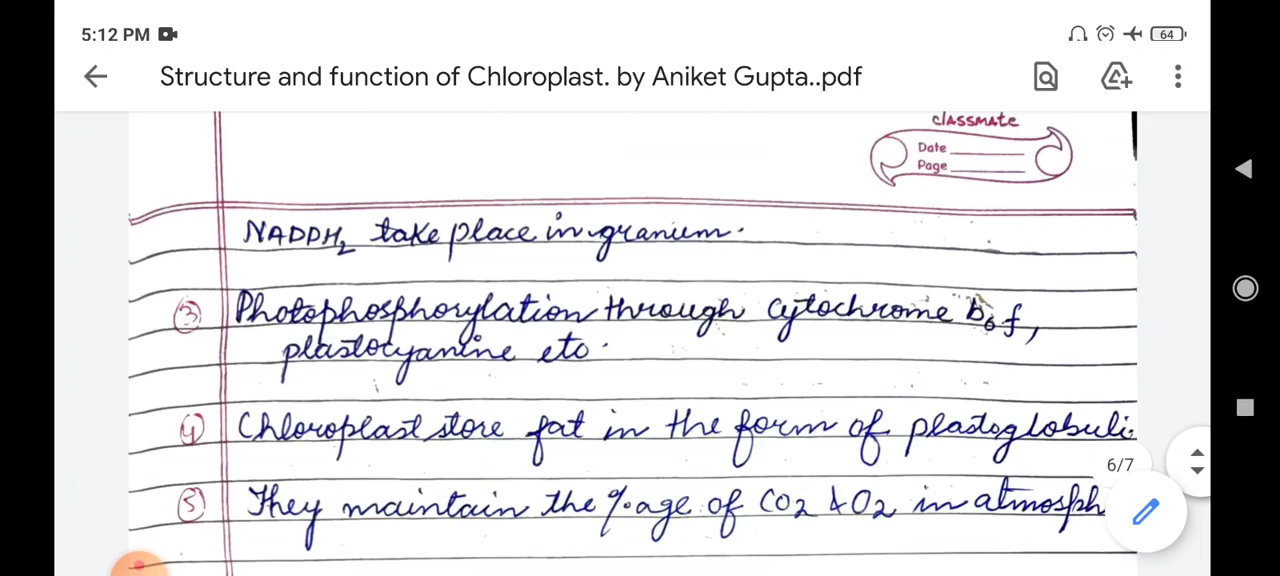 5:12 PM 64
Structure and function of Chloroplast. by Aniket Gupta..pdf
classmate
Date
Page
NADPH₂ take place in granum.
③ Photophosphorylation through cytochrome b₆f,
plastocyanine etc.
④ Chloroplast store fat in the form of plastoglobuli.
6/7
⑤ They maintain the %age of CO₂ & O₂ in atmosph